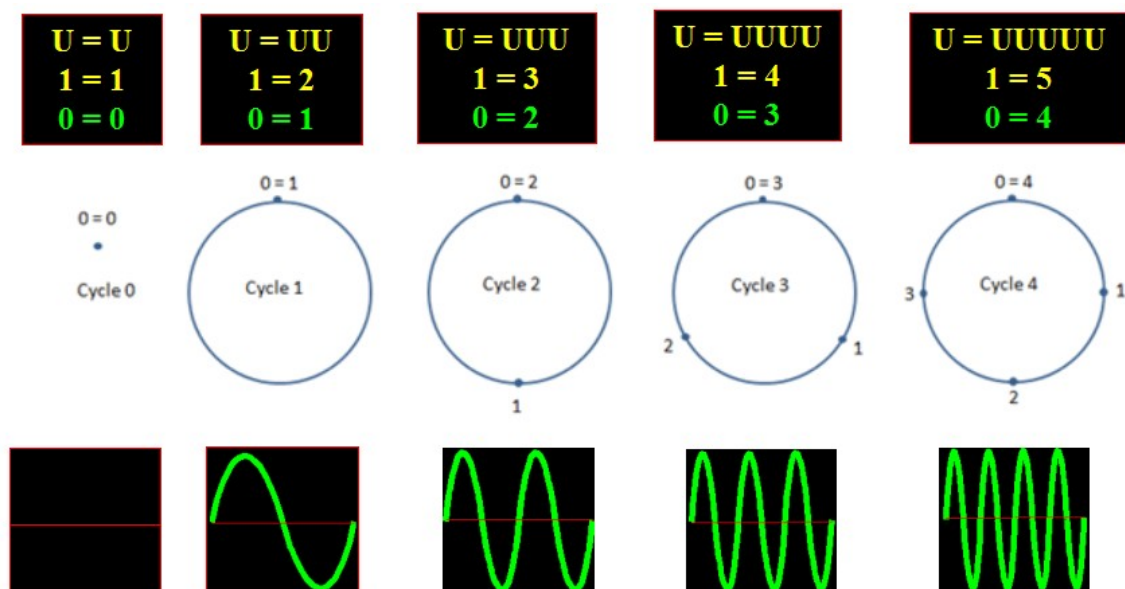 U = U
1 = 1
0 = 0
U = UU
1 = 2
0 = 1
U = UUU
1 = 3
0 = 2
U = UUUU
1 = 4
0 = 3
U = UUUUU
1 = 5
0 = 4
0 = 0
Cycle 0
0 = 1
Cycle 1
0 = 2
Cycle 2
1
0 = 3
Cycle 3
2
1
0 = 4
3
Cycle 4
1
2